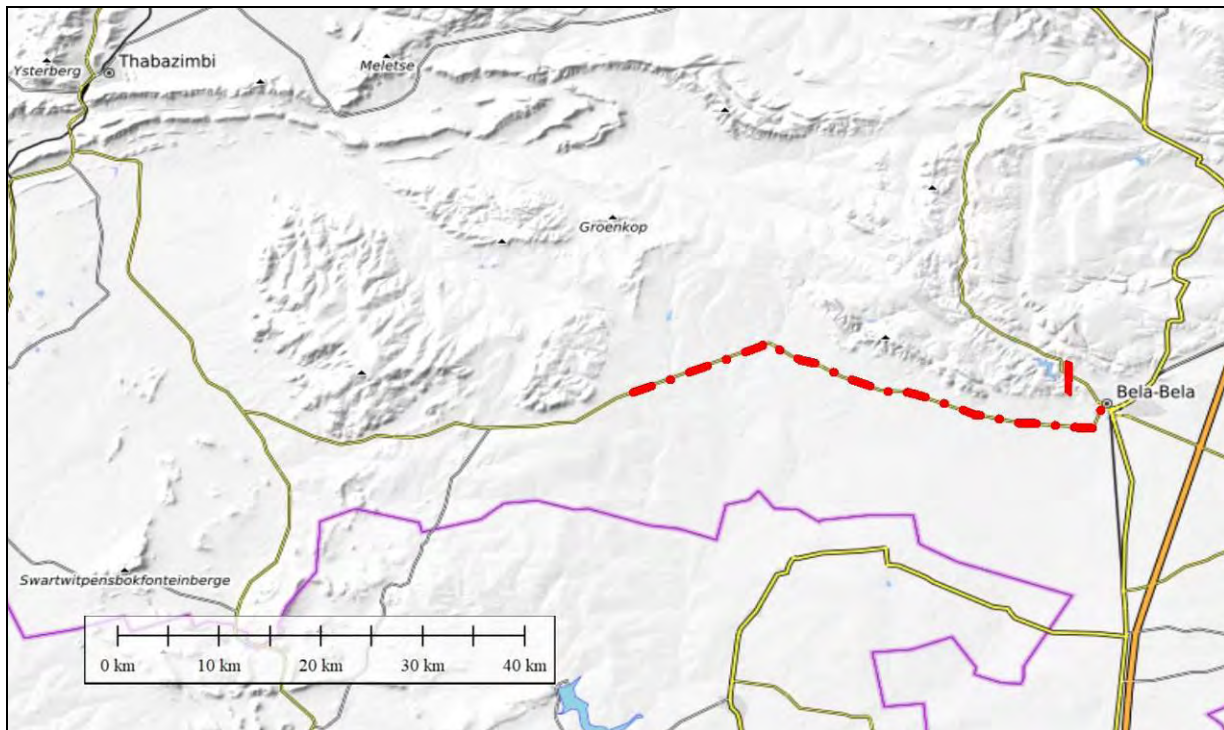 Thabazimbi
Ysterberg
Meletse
Groenkop
Bela-Bela
Swartwitpensbokfonteinberge
0 km 10 km 20 km 30 km 40 km